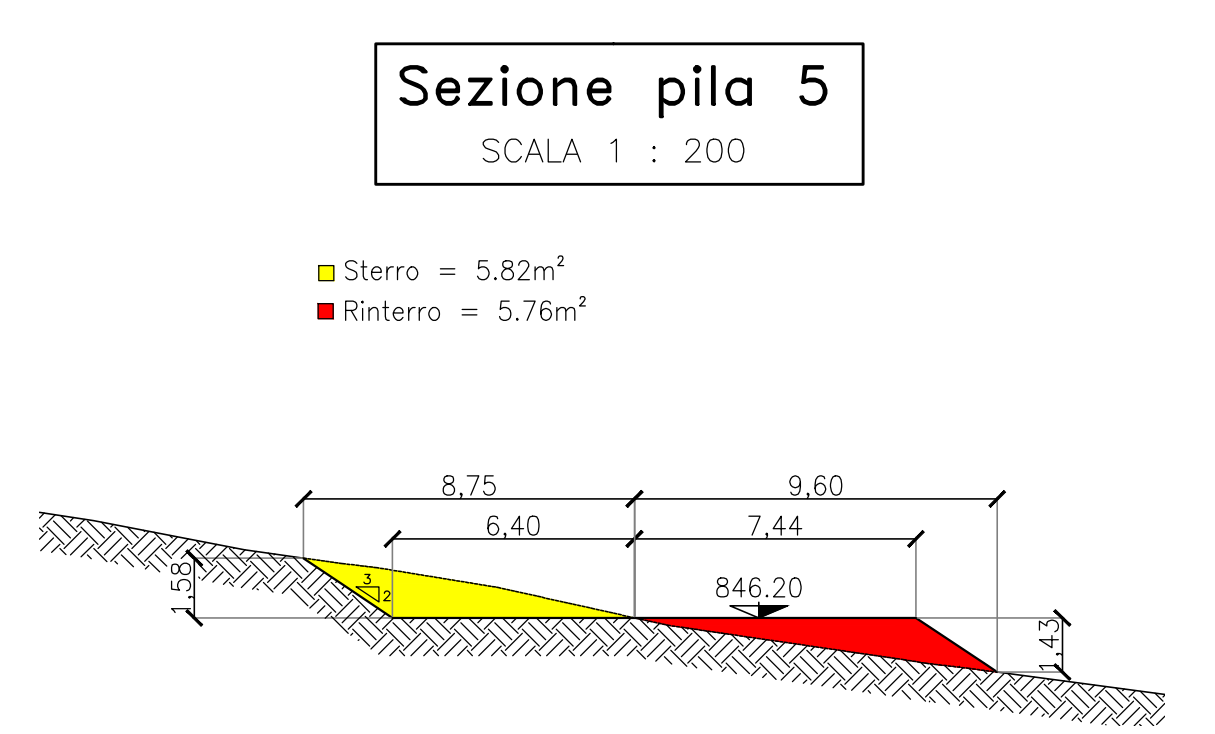 Sezione pila 5
SCALA 1 : 200
Sterro = 5.82m²
Rinterro = 5.76m²
8,75 9,60
6,40 7,44
3
2
846.20
1,58
1,43